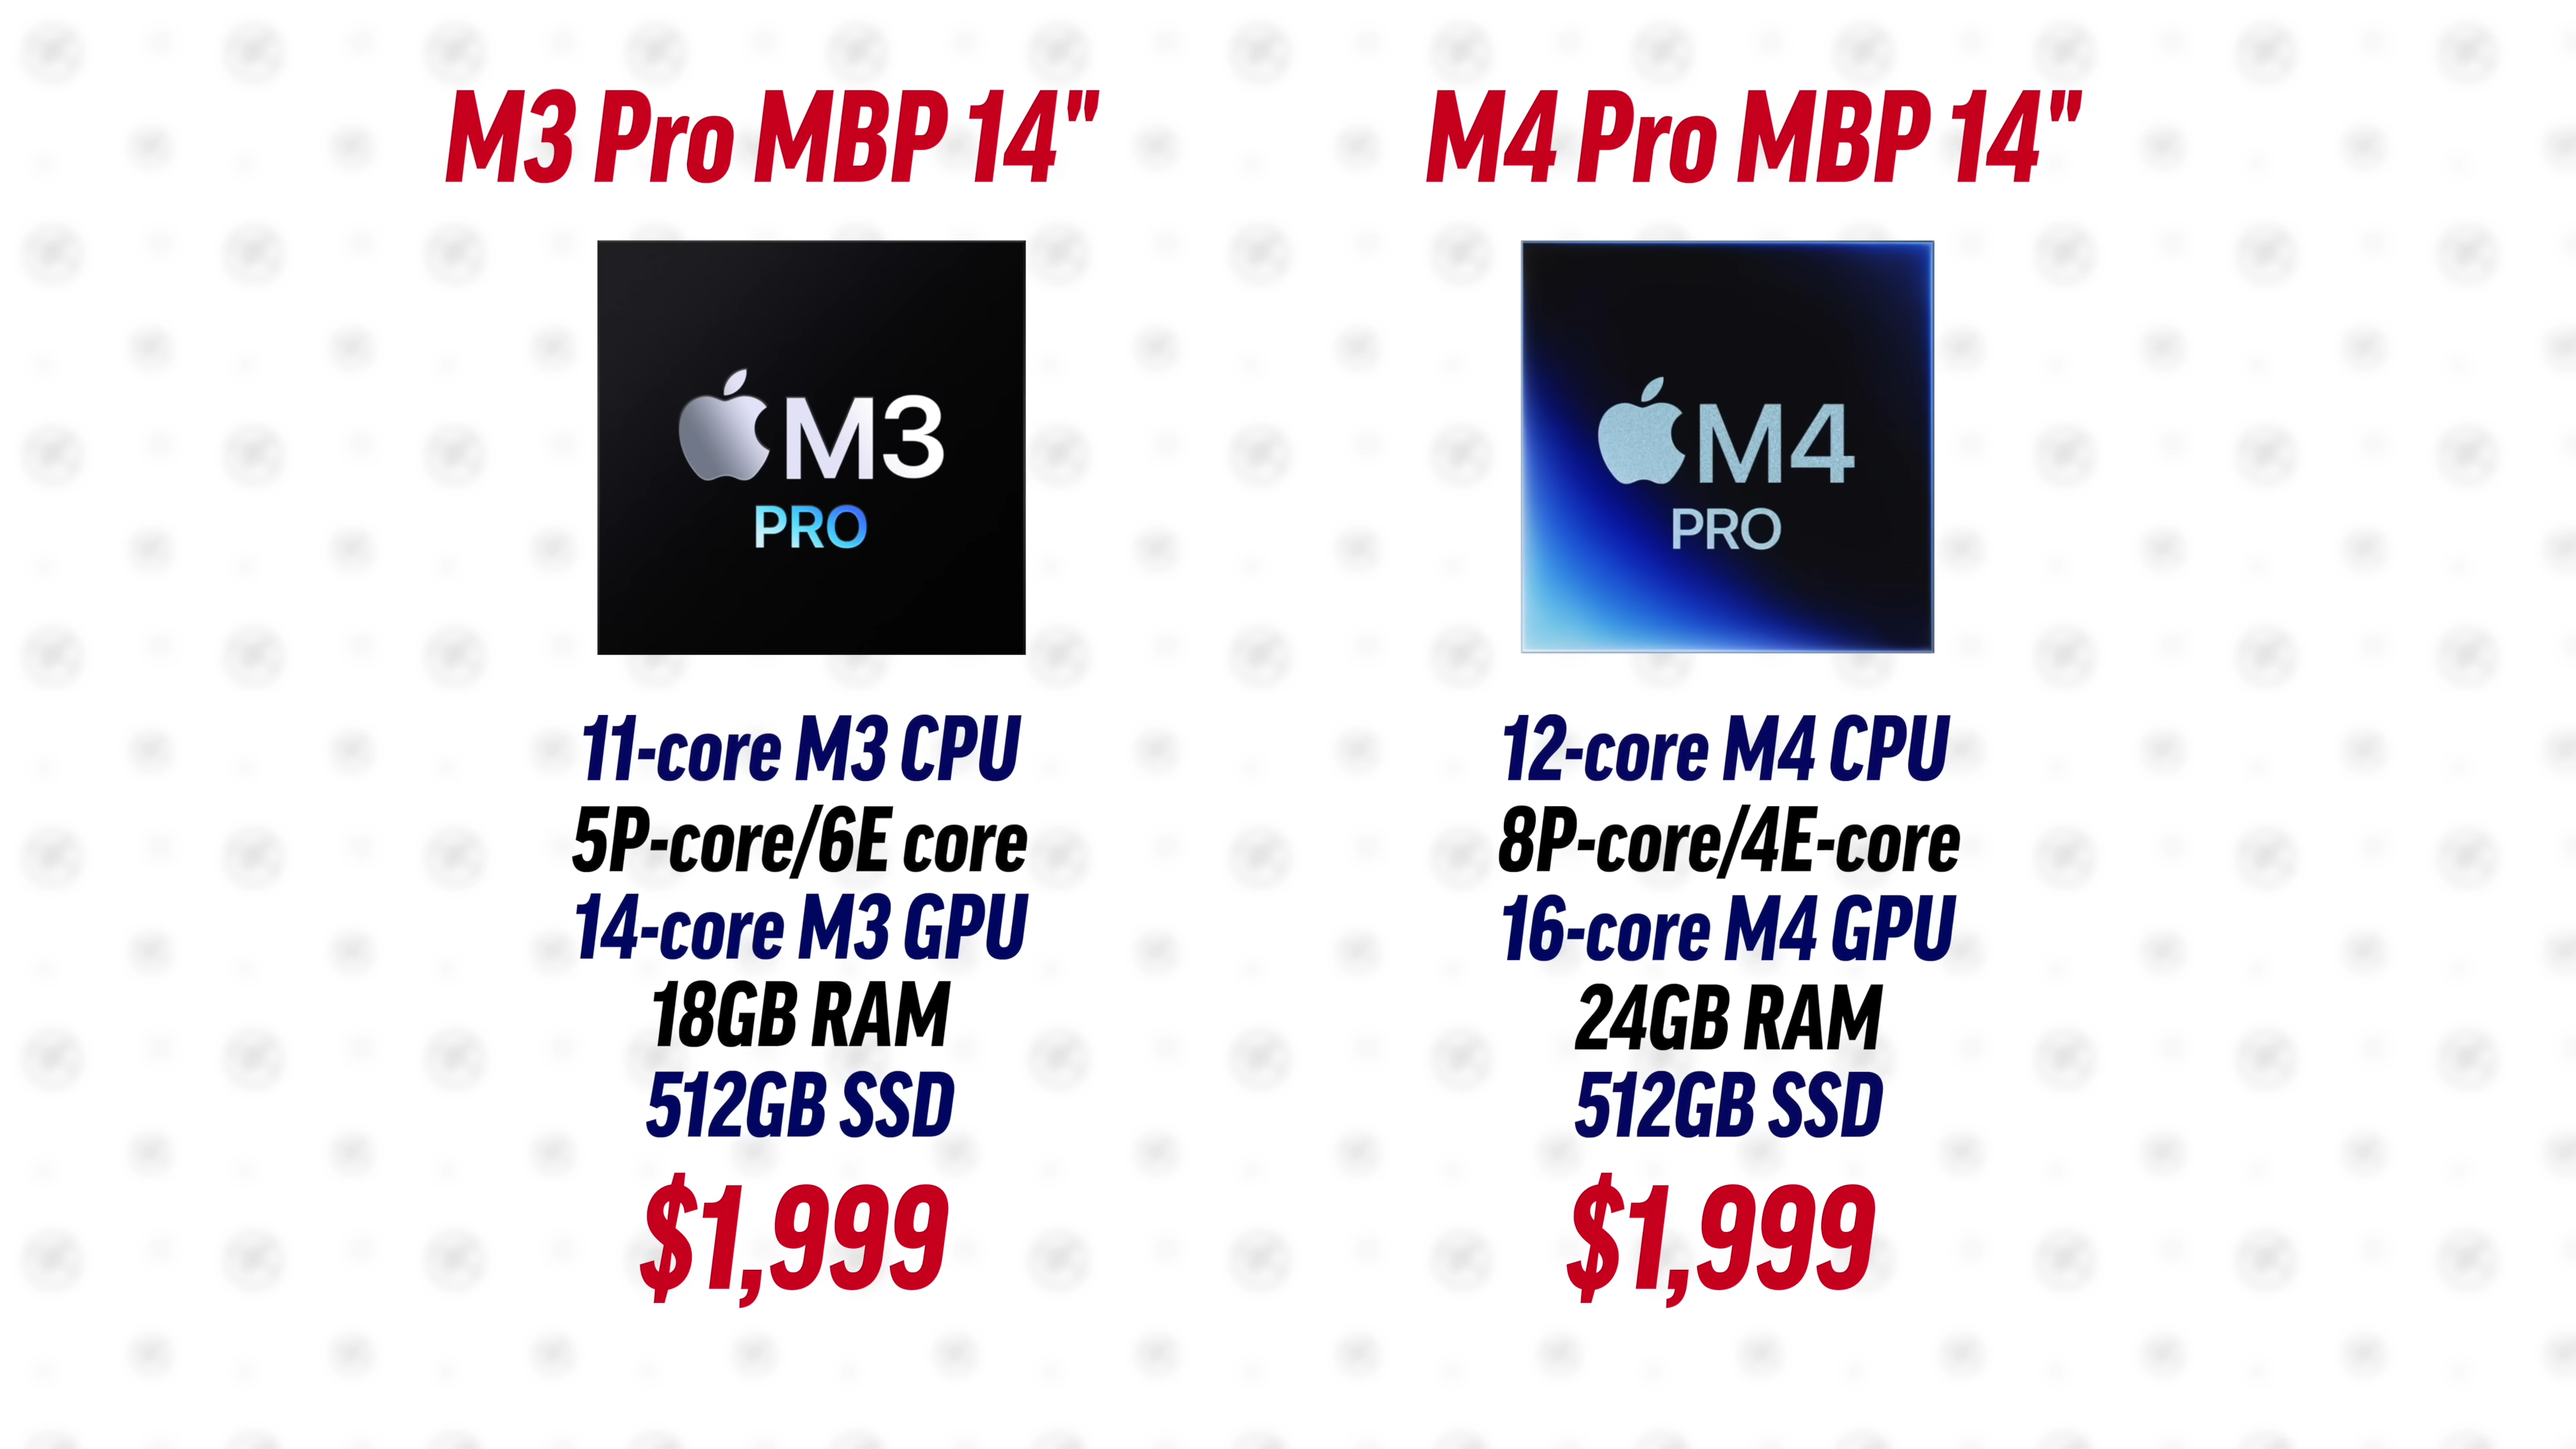 M3 Pro MBP 14"
M3
PRO
11-core M3 CPU
5P-core/6E core
14-core M3 GPU
18GB RAM
512GB SSD
$1,999
M4 Pro MBP 14"
M4
PRO
12-core M4 CPU
8P-core/4E-core
16-core M4 GPU
24GB RAM
512GB SSD
$1,999